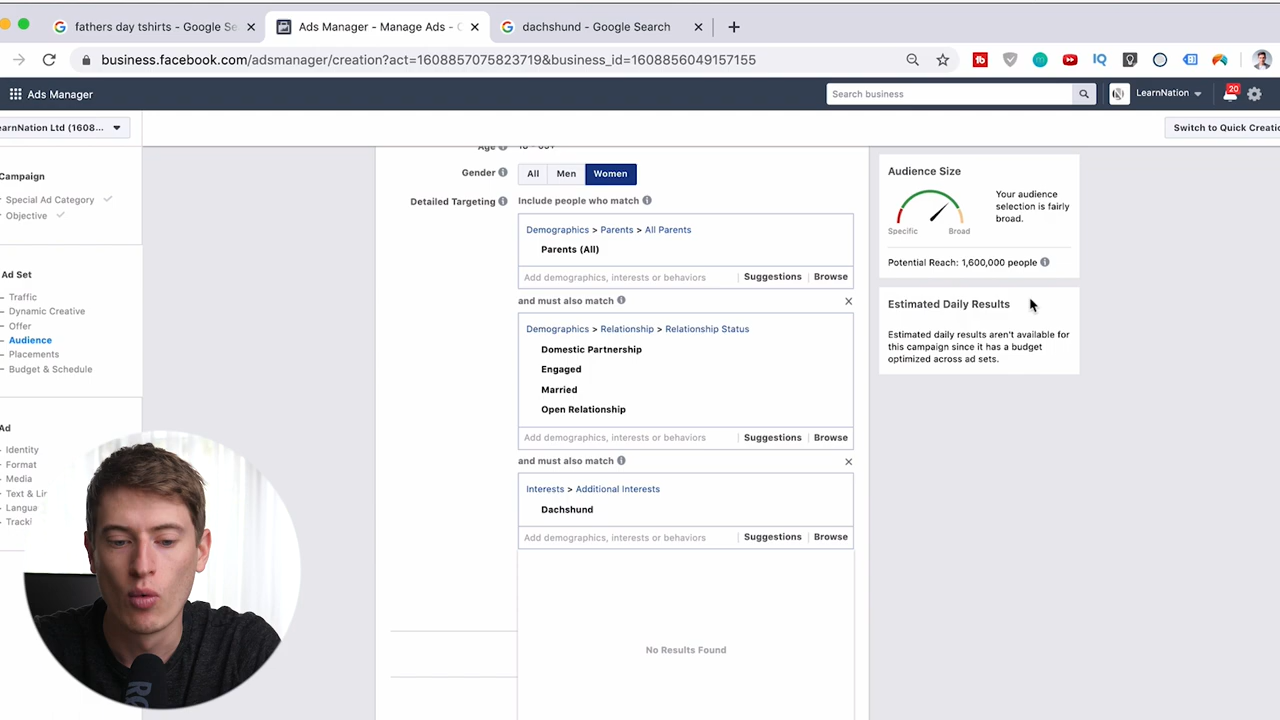 fathers day tshirts - Google Se
Ads Manager - Manage Ads - C
dachshund - Google Search
business.facebook.com/adsmanager/creation?act=1608857075823719&business_id=1608856049157155
Ads Manager
Search business
LearnNation
20
earnNation Ltd (1608...
Switch to Quick Creatio
Campaign
Special Ad Category
Objective
Ad Set
Traffic
Dynamic Creative
Offer
Audience
Placements
Budget & Schedule
Ad
Identity
Format
Media
Text & Lin
Langua
Tracki
Age
18 - 65+
Gender
All
Men
Women
Detailed Targeting
Include people who match
Demographics > Parents > All Parents
Parents (All)
Add demographics, interests or behaviors
Suggestions
Browse
and must also match
Demographics > Relationship > Relationship Status
Domestic Partnership
Engaged
Married
Open Relationship
Add demographics, interests or behaviors
Suggestions
Browse
and must also match
Interests > Additional Interests
Dachshund
Add demographics, interests or behaviors
Suggestions
Browse
No Results Found
Audience Size
Specific
Broad
Your audience
selection is fairly
broad.
Potential Reach: 1,600,000 people
Estimated Daily Results
Estimated daily results aren't available for
this campaign since it has a budget
optimized across ad sets.